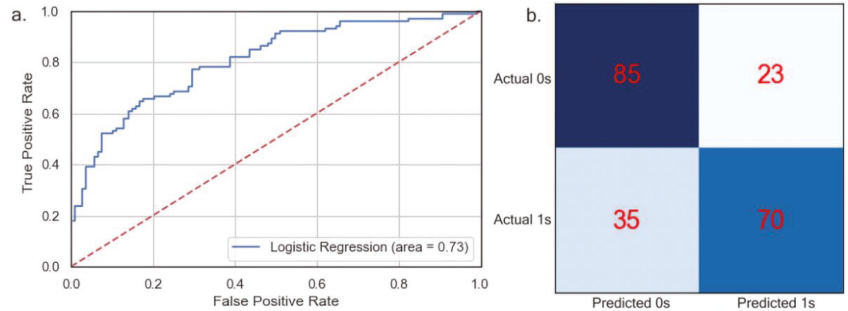 a.
1.0
0.8
0.6
0.4
0.2
0.0
True Positive Rate
Logistic Regression (area = 0.73)
0.0 0.2 0.4 0.6 0.8 1.0
False Positive Rate
b.
Actual 0s 85 23
Actual 1s 35 70
Predicted 0s Predicted 1s